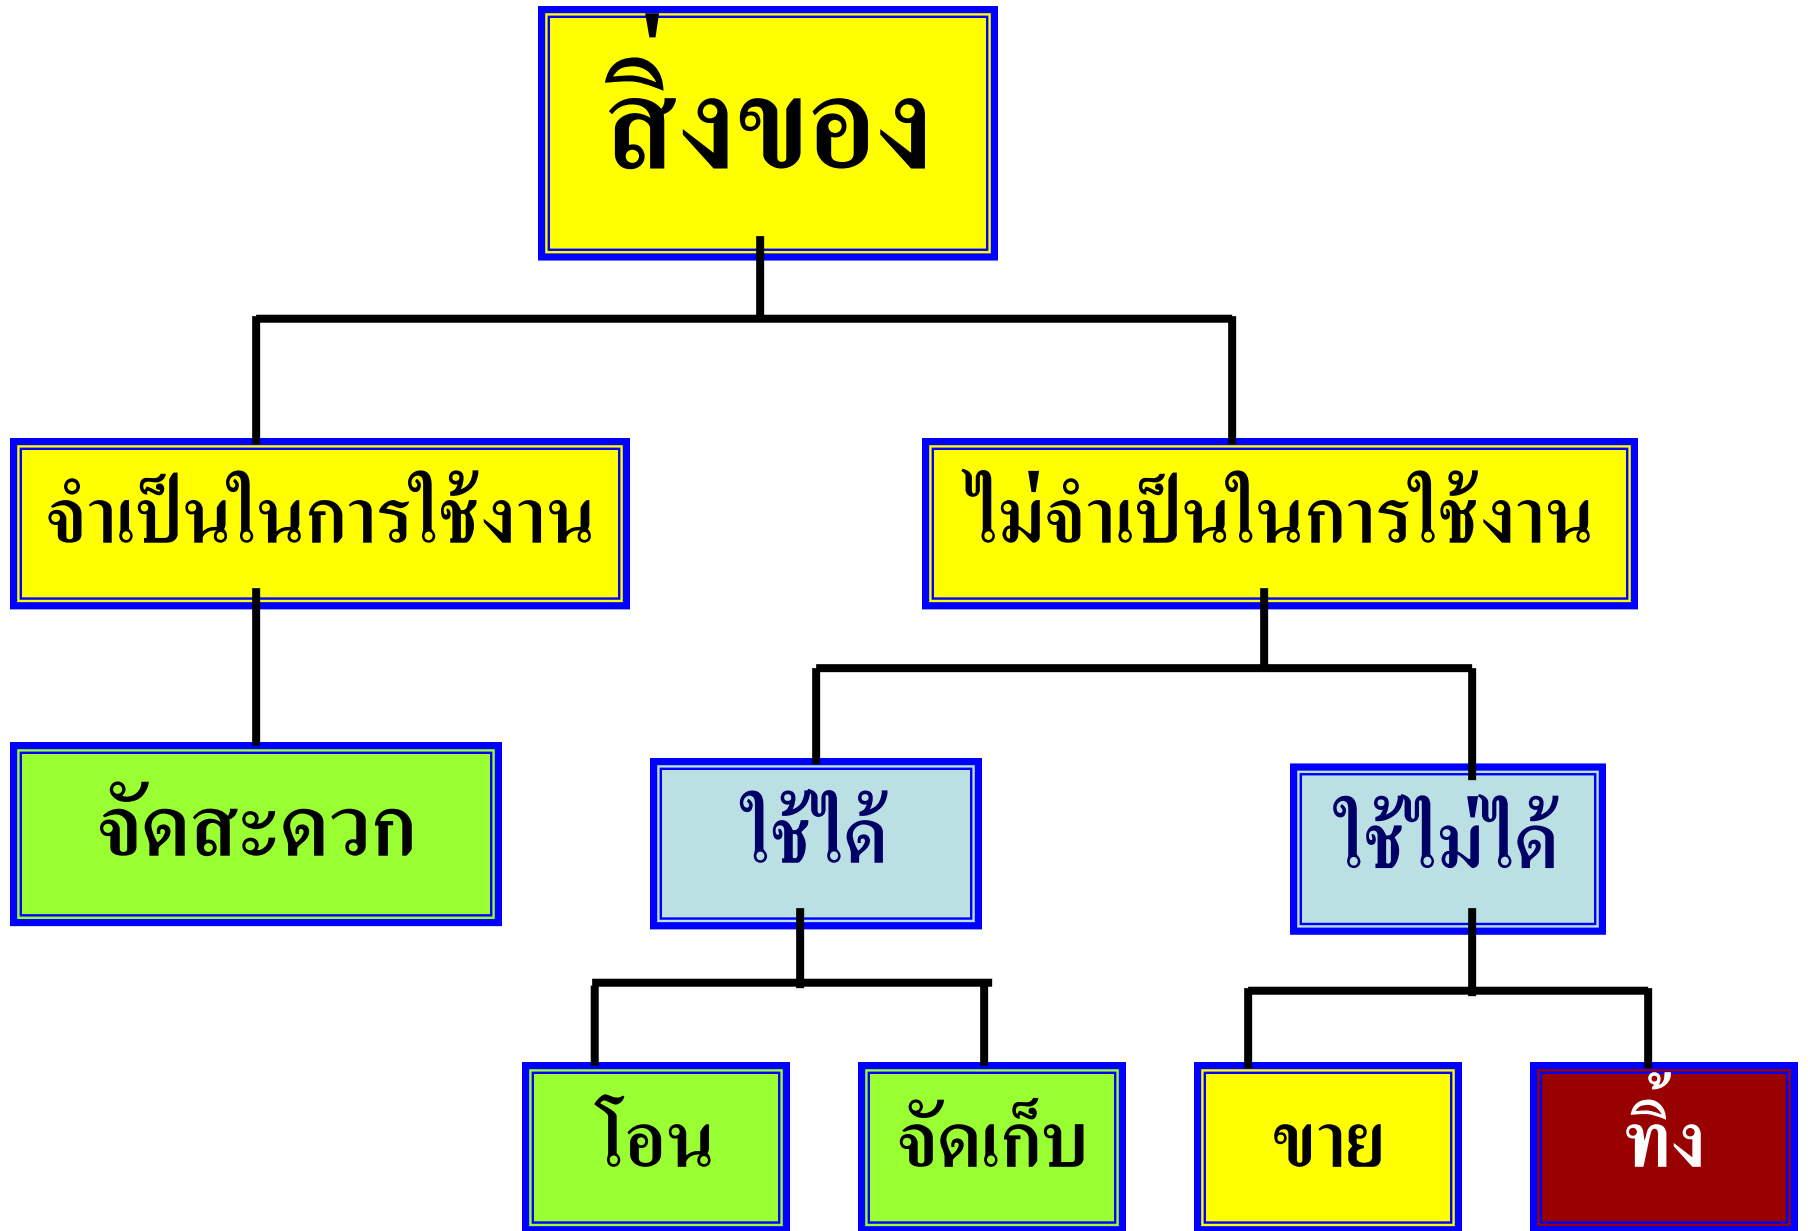 สิ่งของ
จำเป็นในการใช้งาน
ไม่จำเป็นในการใช้งาน
จัดสะดวก
ใช้ได้
ใช้ไม่ได้
โอน
จัดเก็บ
ขาย
ทิ้ง